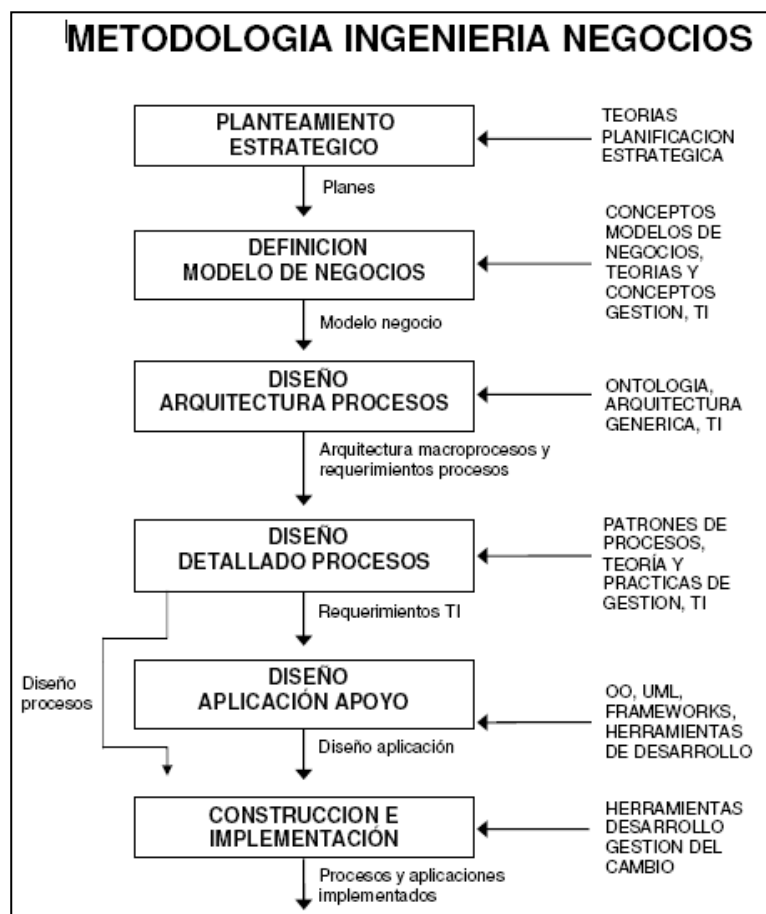 METODOLOGIA INGENIERIA NEGOCIOS
PLANTEAMIENTO
ESTRATEGICO
TEORIAS
PLANIFICACION
ESTRATEGICA
Planes
DEFINICION
MODELO DE NEGOCIOS
CONCEPTOS
MODELOS DE
NEGOCIOS,
TEORIAS Y
CONCEPTOS
GESTION, TI
Modelo negocio
DISEÑO
ARQUITECTURA PROCESOS
ONTOLOGIA,
ARQUITECTURA
GENERICA, TI
Arquitectura macroprocesos y
requerimientos procesos
DISEÑO
DETALLADO PROCESOS
PATRONES DE
PROCESOS,
TEORÍA Y
PRACTICAS DE
GESTION, TI
Requerimientos TI
Diseño
procesos
DISEÑO
APLICACIÓN APOYO
OO, UML,
FRAMEWORKS,
HERRAMIENTAS
DE DESARROLLO
Diseño aplicación
CONSTRUCCION E
IMPLEMENTACIÓN
HERRAMIENTAS
DESARROLLO
GESTION DEL
CAMBIO
Procesos y aplicaciones
implementados